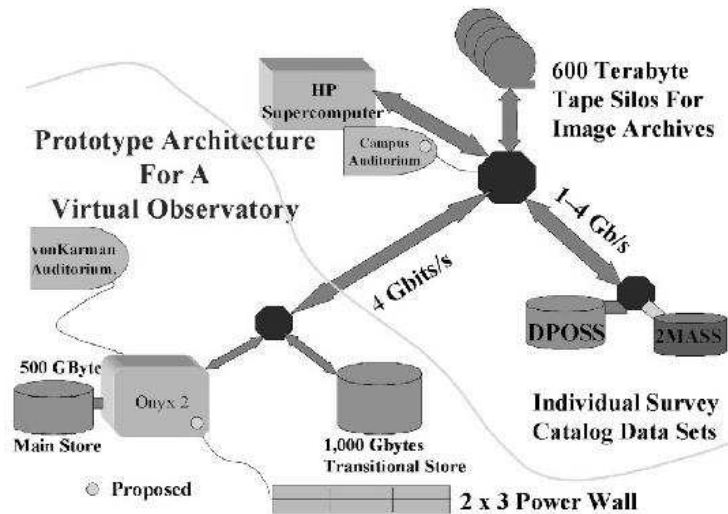 HP
Supercomputer
600 Terabyte
Tape Silos For
Image Archives
Prototype Architecture
For A
Virtual Observatory
Campus
Auditorium
1–4 Gb/s
vonKarman
Auditorium
4 Gbits/s
DPOSS
2MASS
500 GByte
Onyx 2
Main Store
1,000 Gbytes
Transitional Store
Individual Survey
Catalog Data Sets
Proposed
2 x 3 Power Wall